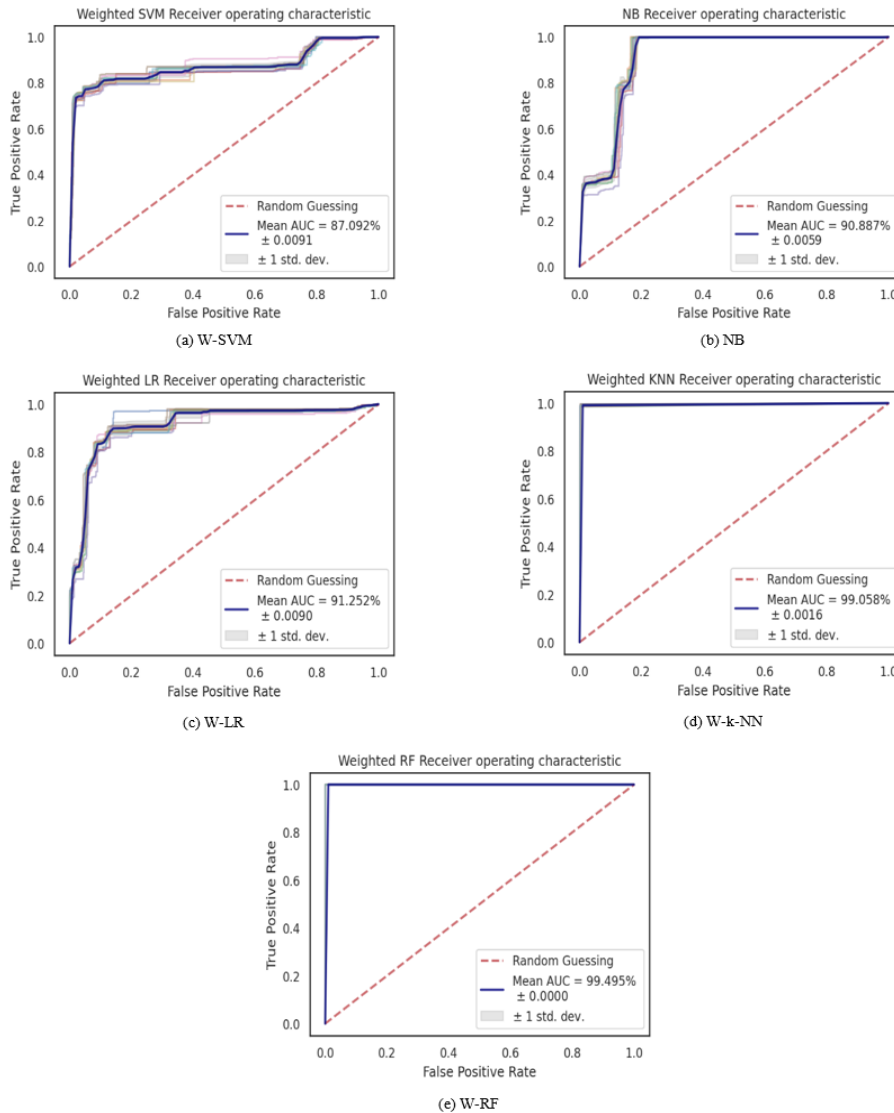 Weighted SVM Receiver operating characteristic
True Positive Rate
1.0
0.8
0.6
0.4
0.2
0.0
Random Guessing
Mean AUC = 87.092%
± 0.0091
± 1 std. dev.
0.0 0.2 0.4 0.6 0.8 1.0
False Positive Rate
(a) W-SVM
NB Receiver operating characteristic
True Positive Rate
1.0
0.8
0.6
0.4
0.2
0.0
Random Guessing
Mean AUC = 90.887%
± 0.0059
± 1 std. dev.
0.0 0.2 0.4 0.6 0.8 1.0
False Positive Rate
(b) NB
Weighted LR Receiver operating characteristic
True Positive Rate
1.0
0.8
0.6
0.4
0.2
0.0
Random Guessing
Mean AUC = 91.252%
± 0.0090
± 1 std. dev.
0.0 0.2 0.4 0.6 0.8 1.0
False Positive Rate
(c) W-LR
Weighted KNN Receiver operating characteristic
True Positive Rate
1.0
0.8
0.6
0.4
0.2
0.0
Random Guessing
Mean AUC = 99.058%
± 0.0016
± 1 std. dev.
0.0 0.2 0.4 0.6 0.8 1.0
False Positive Rate
(d) W-k-NN
Weighted RF Receiver operating characteristic
True Positive Rate
1.0
0.8
0.6
0.4
0.2
0.0
Random Guessing
Mean AUC = 99.495%
± 0.0000
± 1 std. dev.
0.0 0.2 0.4 0.6 0.8 1.0
False Positive Rate
(e) W-RF